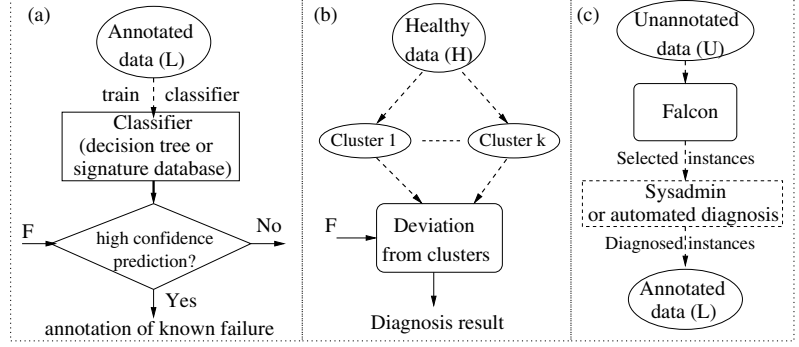 (a)
Annotated
data (L)
train classifier
Classifier
(decision tree or
signature database)
F
high confidence
prediction?
No
Yes
annotation of known failure
(b)
Healthy
data (H)
Cluster 1
Cluster k
F
Deviation
from clusters
Diagnosis result
(c)
Unannotated
data (U)
Falcon
Selected instances
Sysadmin
or automated diagnosis
Diagnosed instances
Annotated
data (L)